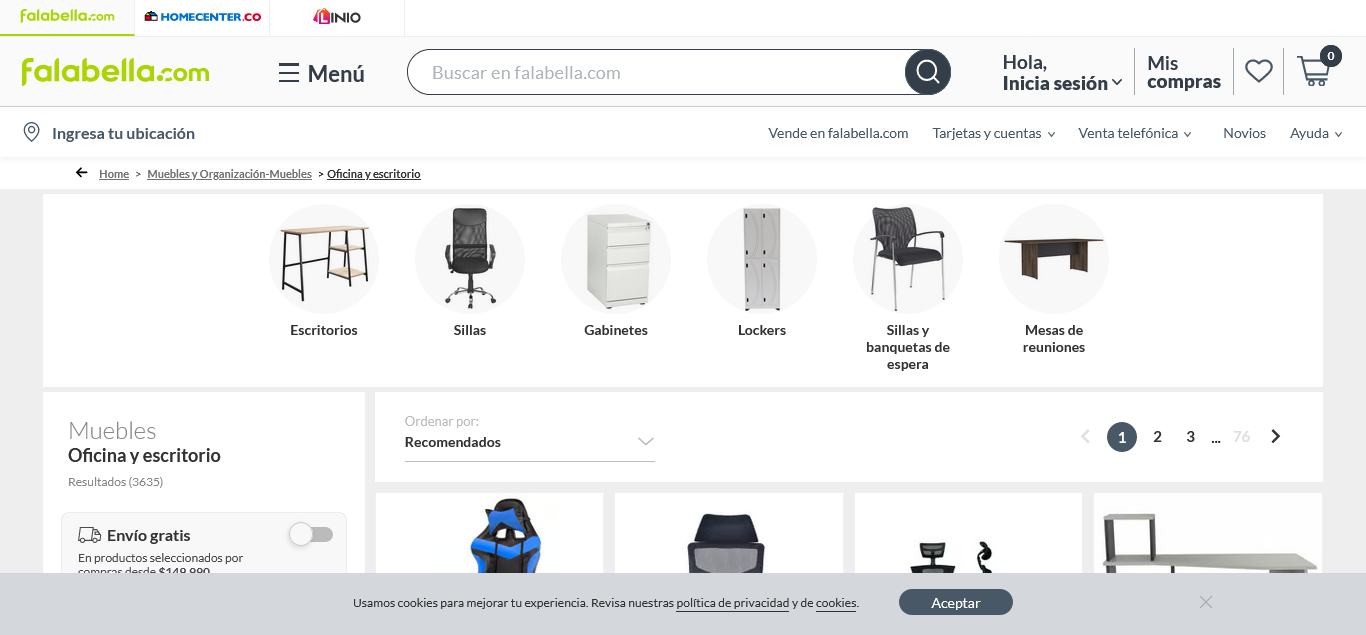 falabella.com HOMECENTER.CO LINIO
falabella.com
Menú
Buscar en falabella.com
Hola,
Inicia sesión
Mis
compras
0
Ingresa tu ubicación
Vende en falabella.com Tarjetas y cuentas Venta telefónica Novios Ayuda
Home > Muebles y Organización-Muebles > Oficina y escritorio
Escritorios
Sillas
Gabinetes
Lockers
Sillas y
banquetas de
espera
Mesas de
reuniones
Muebles
Oficina y escritorio
Resultados (3635)
Envío gratis
En productos seleccionados por
compras desde $149.990
Ordenar por:
Recomendados
1 2 3 ... 76
Usamos cookies para mejorar tu experiencia. Revisa nuestras política de privacidad y de cookies.
Aceptar